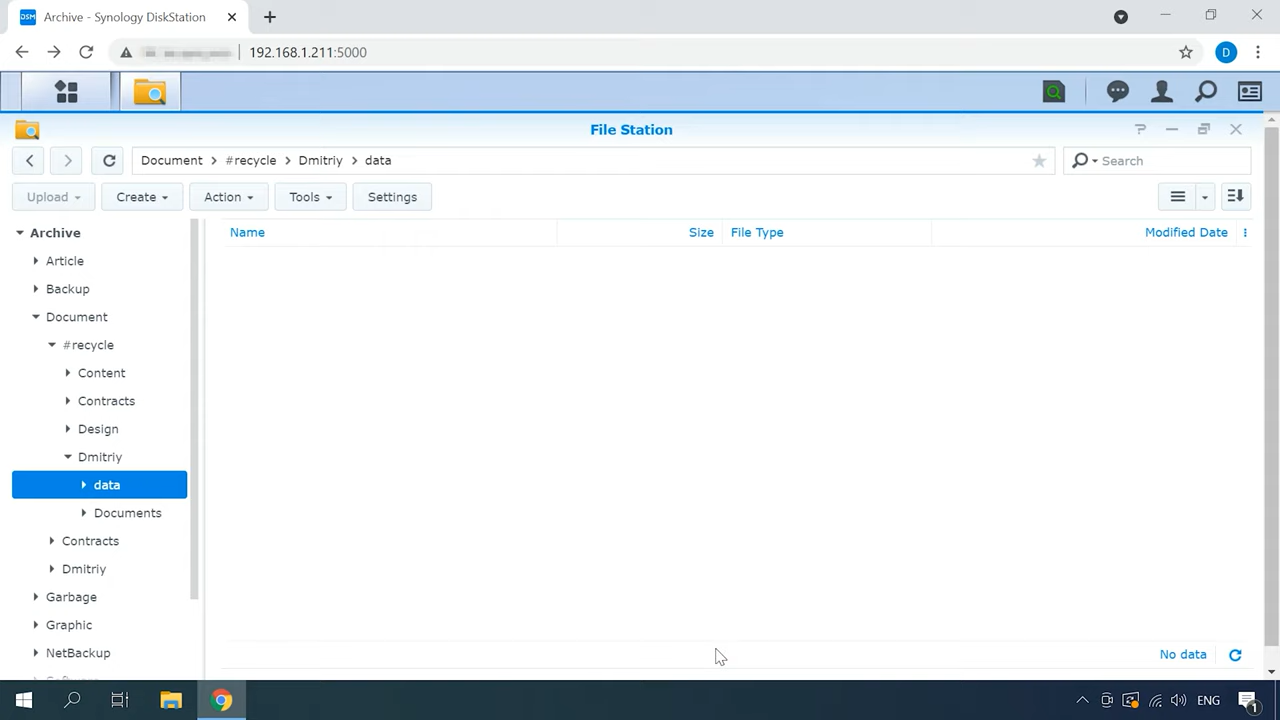 DSM Archive - Synology DiskStation
192.168.1.211:5000
D
File Station
Document #recycle Dmitriy data
Search
Upload Create Action Tools Settings
Name Size File Type Modified Date
Archive
Article
Backup
Document
#recycle
Content
Contracts
Design
Dmitriy
data
Documents
Contracts
Dmitriy
Garbage
Graphic
NetBackup
No data
ENG
1